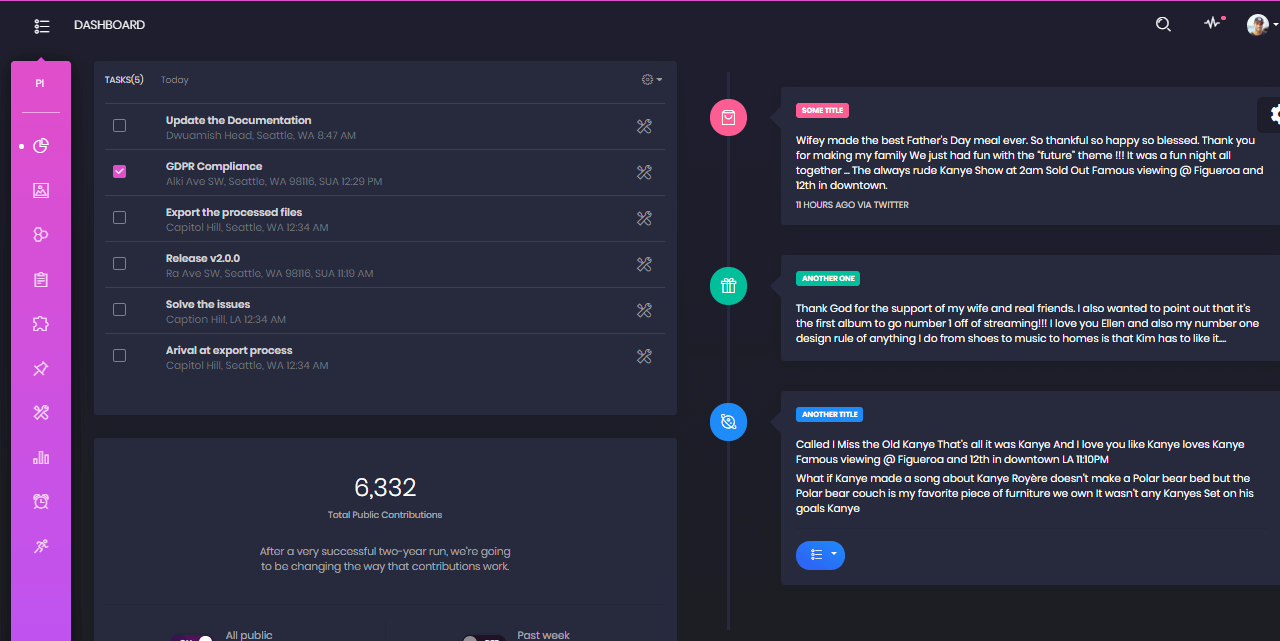 DASHBOARD
PI
TASKS(5) Today
Update the Documentation
Dwuamish Head, Seattle, WA 8:47 AM
GDPR Compliance
Alki Ave SW, Seattle, WA 98116, SUA 12:29 PM
Export the processed files
Capitol Hill, Seattle, WA 12:34 AM
Release v2.0.0
Ra Ave SW, Seattle, WA 98116, SUA 11:19 AM
Solve the issues
Caption Hill, LA 12:34 AM
Arival at export process
Capitol Hill, Seattle, WA 12:34 AM
6,332
Total Public Contributions
After a very successful two-year run, we're going
to be changing the way that contributions work.
All public
Past week
SOME TITLE
Wifey made the best Father's Day meal ever. So thankful so happy so blessed. Thank you
for making my family We just had fun with the "future" theme !!! It was a fun night all
together ... The always rude Kanye Show at 2am Sold Out Famous viewing @ Figueroa and
12th in downtown.
11 HOURS AGO VIA TWITTER
ANOTHER ONE
Thank God for the support of my wife and real friends. I also wanted to point out that it's
the first album to go number 1 off of streaming!!! I love you Ellen and also my number one
design rule of anything I do from shoes to music to homes is that Kim has to like it....
ANOTHER TITLE
Called I Miss the Old Kanye That's all it was Kanye And I love you like Kanye loves Kanye
Famous viewing @ Figueroa and 12th in downtown LA 11:10PM
What if Kanye made a song about Kanye Royère doesn't make a Polar bear bed but the
Polar bear couch is my favorite piece of furniture we own It wasn't any Kanyes Set on his
goals Kanye